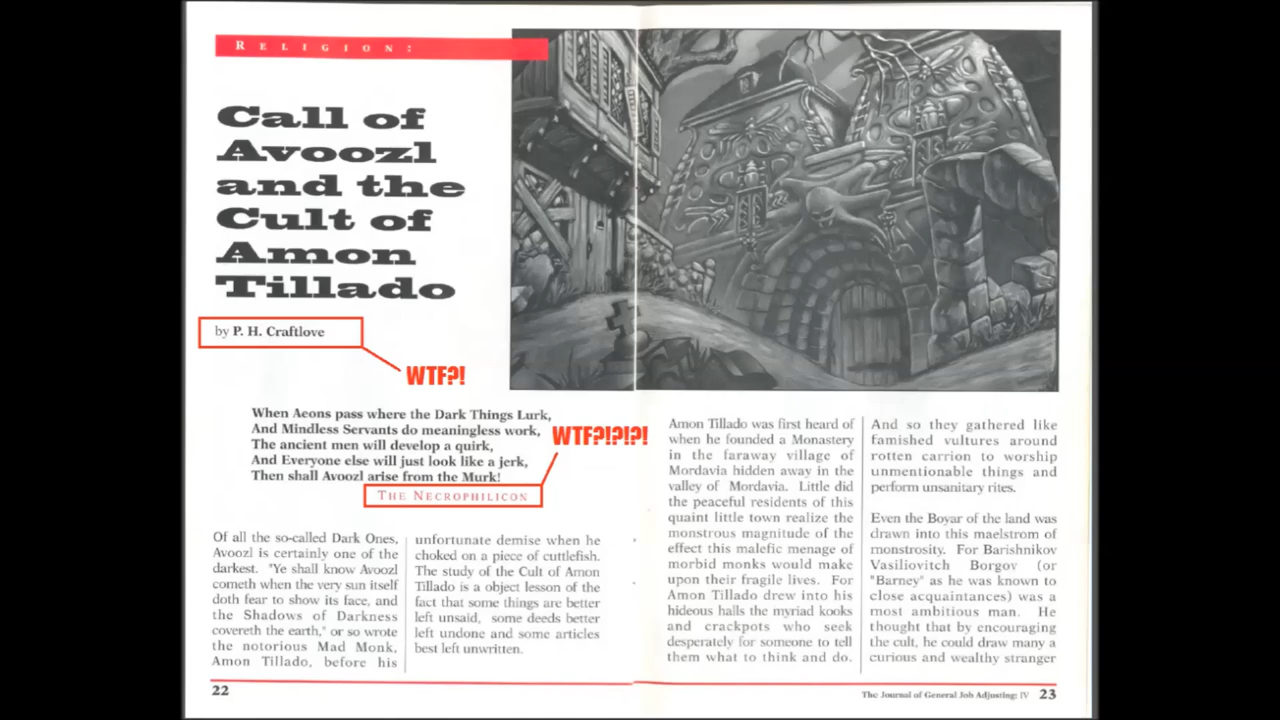 RELIGION:
Call of
Avoozl
and the
Cult of
Amon
Tillado
by P. H. Craftlove
WTF?!
When Aeons pass where the Dark Things Lurk,
And Mindless Servants do meaningless work,
The ancient men will develop a quirk,
And Everyone else will just look like a jerk,
Then shall Avoozl arise from the Murk!
THE NECROPHILICON
WTF?!?!?!
Of all the so-called Dark Ones,
Avoozl is certainly one of the
darkest. "Ye shall know Avoozl
cometh when the very sun itself
doth fear to show its face, and
the Shadows of Darkness
covereth the earth," or so wrote
the notorious Mad Monk,
Amon Tillado, before his
unfortunate demise when he
choked on a piece of cuttlefish.
The study of the Cult of Amon
Tillado is a object lesson of the
fact that some things are better
left unsaid, some deeds better
left undone and some articles
best left unwritten.
22
Amon Tillado was first heard of
when he founded a Monastery
in the faraway village of
Mordavia hidden away in the
valley of Mordavia. Little did
the peaceful residents of this
quaint little town realize the
monstrous magnitude of the
effect this malefic menage of
morbid monks would make
upon their fragile lives. For
Amon Tillado drew into his
hideous halls the myriad kooks
and crackpots who seek
desperately for someone to tell
them what to think and do.
And so they gathered like
famished vultures around
rotten carrion to worship
unmentionable things and
perform unsanitary rites.
Even the Boyar of the land was
drawn into this maelstrom of
monstrosity. For Barishnikov
Vasiliovitch Borgov (or
"Barney" as he was known to
close acquaintances) was a
most ambitious man. He
thought that by encouraging
the cult, he could draw many a
curious and wealthy stranger
The Journal of General Job Adjusting: IV 23